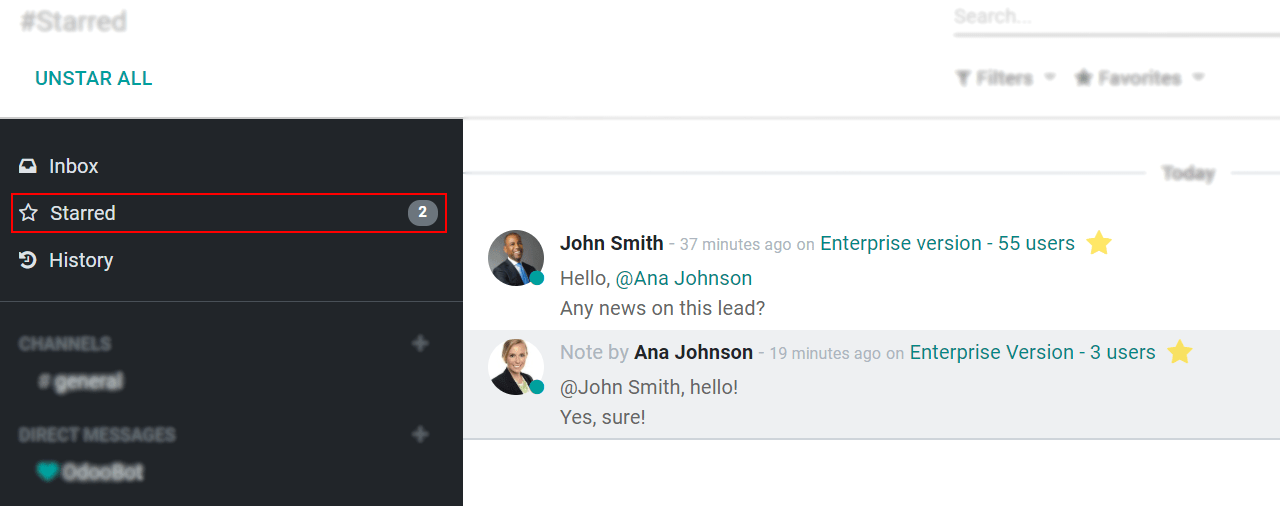 #Starred
Search...
UNSTAR ALL
Filters
Favorites
Inbox
Starred 2
History
CHANNELS
# general
DIRECT MESSAGES
OdooBot
Today
John Smith - 37 minutes ago on Enterprise version - 55 users
Hello, @Ana Johnson
Any news on this lead?
Note by Ana Johnson - 19 minutes ago on Enterprise Version - 3 users
@John Smith, hello!
Yes, sure!